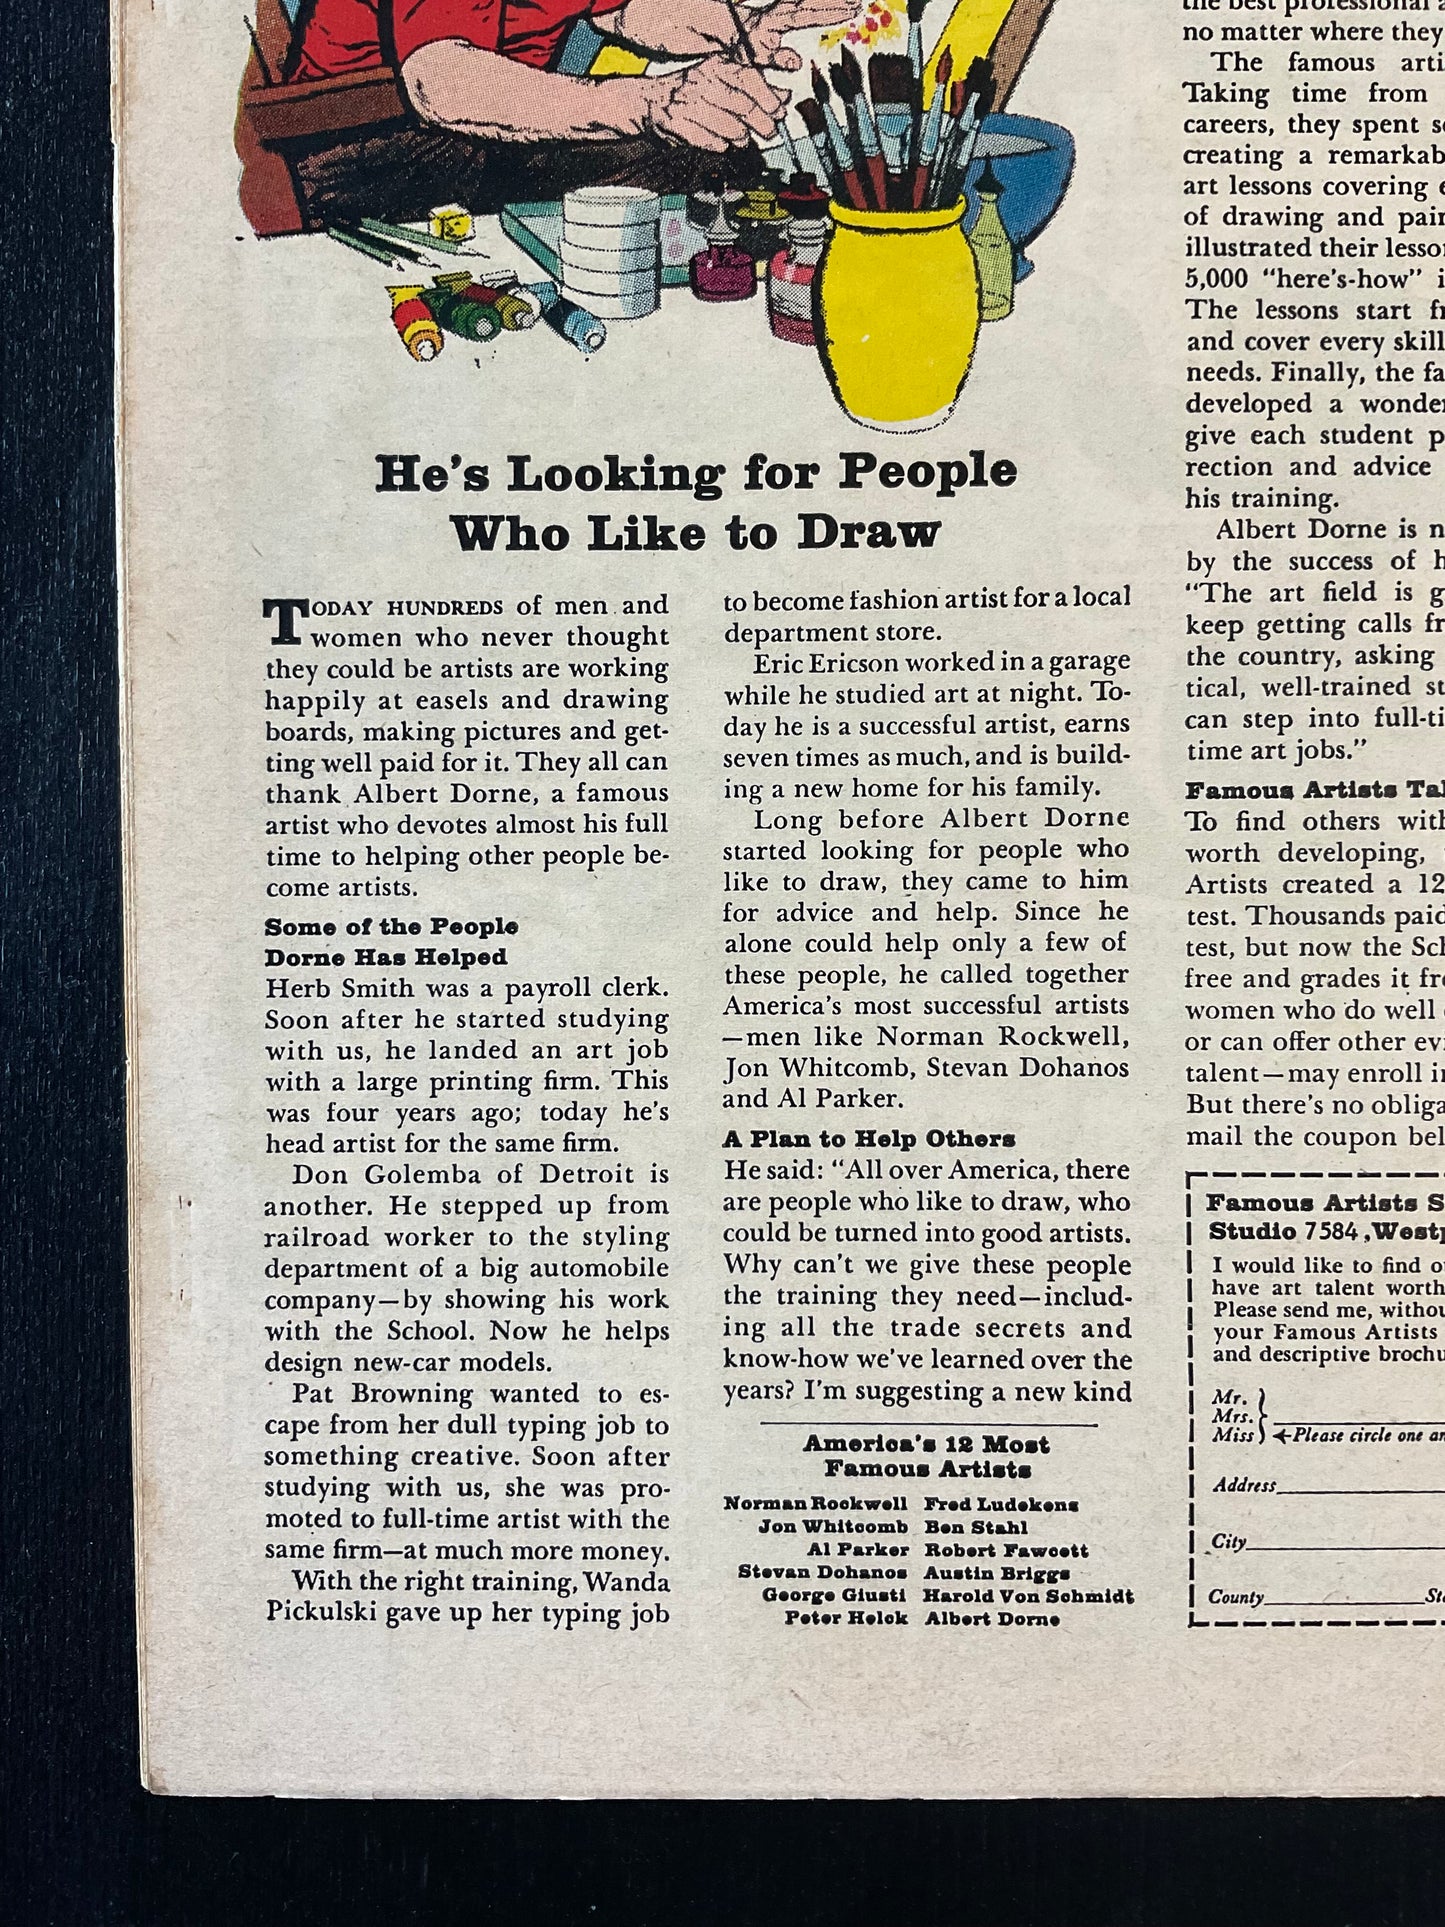 He's Looking for People
Who Like to Draw
TODAY HUNDREDS of men and
women who never thought
they could be artists are working
happily at easels and drawing
boards, making pictures and get-
ting well paid for it. They all can
thank Albert Dorne, a famous
artist who devotes almost his full
time to helping other people be-
come artists.
Some of the People
Dorne Has Helped
Herb Smith was a payroll clerk.
Soon after he started studying
with us, he landed an art job
with a large printing firm. This
was four years ago; today he's
head artist for the same firm.
Don Golemba of Detroit is
another. He stepped up from
railroad worker to the styling
department of a big automobile
company—by showing his work
with the School. Now he helps
design new-car models.
Pat Browning wanted to es-
cape from her dull typing job to
something creative. Soon after
studying with us, she was pro-
moted to full-time artist with the
same firm—at much more money.
With the right training, Wanda
Pickulski gave up her typing job
to become fashion artist for a local
department store.
Eric Ericson worked in a garage
while he studied art at night. To-
day he is a successful artist, earns
seven times as much, and is build-
ing a new home for his family.
Long before Albert Dorne
started looking for people who
like to draw, they came to him
for advice and help. Since he
alone could help only a few of
these people, he called together
America's most successful artists
—men like Norman Rockwell,
Jon Whitcomb, Stevan Dohanos
and Al Parker.
A Plan to Help Others
He said: “All over America, there
are people who like to draw, who
could be turned into good artists.
Why can't we give these people
the training they need—includ-
ing all the trade secrets and
know-how we've learned over the
years? I'm suggesting a new kind
America's 12 Most
Famous Artists
Norman Rockwell Fred Ludekens
Jon Whitcomb Ben Stahl
Al Parker Robert Fawcett
Stevan Dohanos Austin Briggs
George Giusti Harold Von Schmidt
Peter Helck Albert Dorne
the best professional
no matter where they
The famous
Taking time from
careers, they spent
creating a
art lessons covering
of drawing and
illustrated their
5,000 “here's-how”
The lessons start
and cover every
needs. Finally, the
developed a
give each student
rection and advice
his training.
Albert Dorne is
by the success of
“The art field is
keep getting calls
the country, asking
tical, well-trained
can step into
time art jobs.”
Famous Artists
To find others
worth developing,
Artists created a 12
test. Thousands
test, but now the
free and grades it
women who do well
or can offer other
talent—may enroll
But there's no
mail the coupon
Famous Artists
Studio 7584,
I would like to find
have art talent
Please send me,
your Famous Artists
and descriptive
Mr.
Mrs.
Miss
Please circle one
Address
City
County